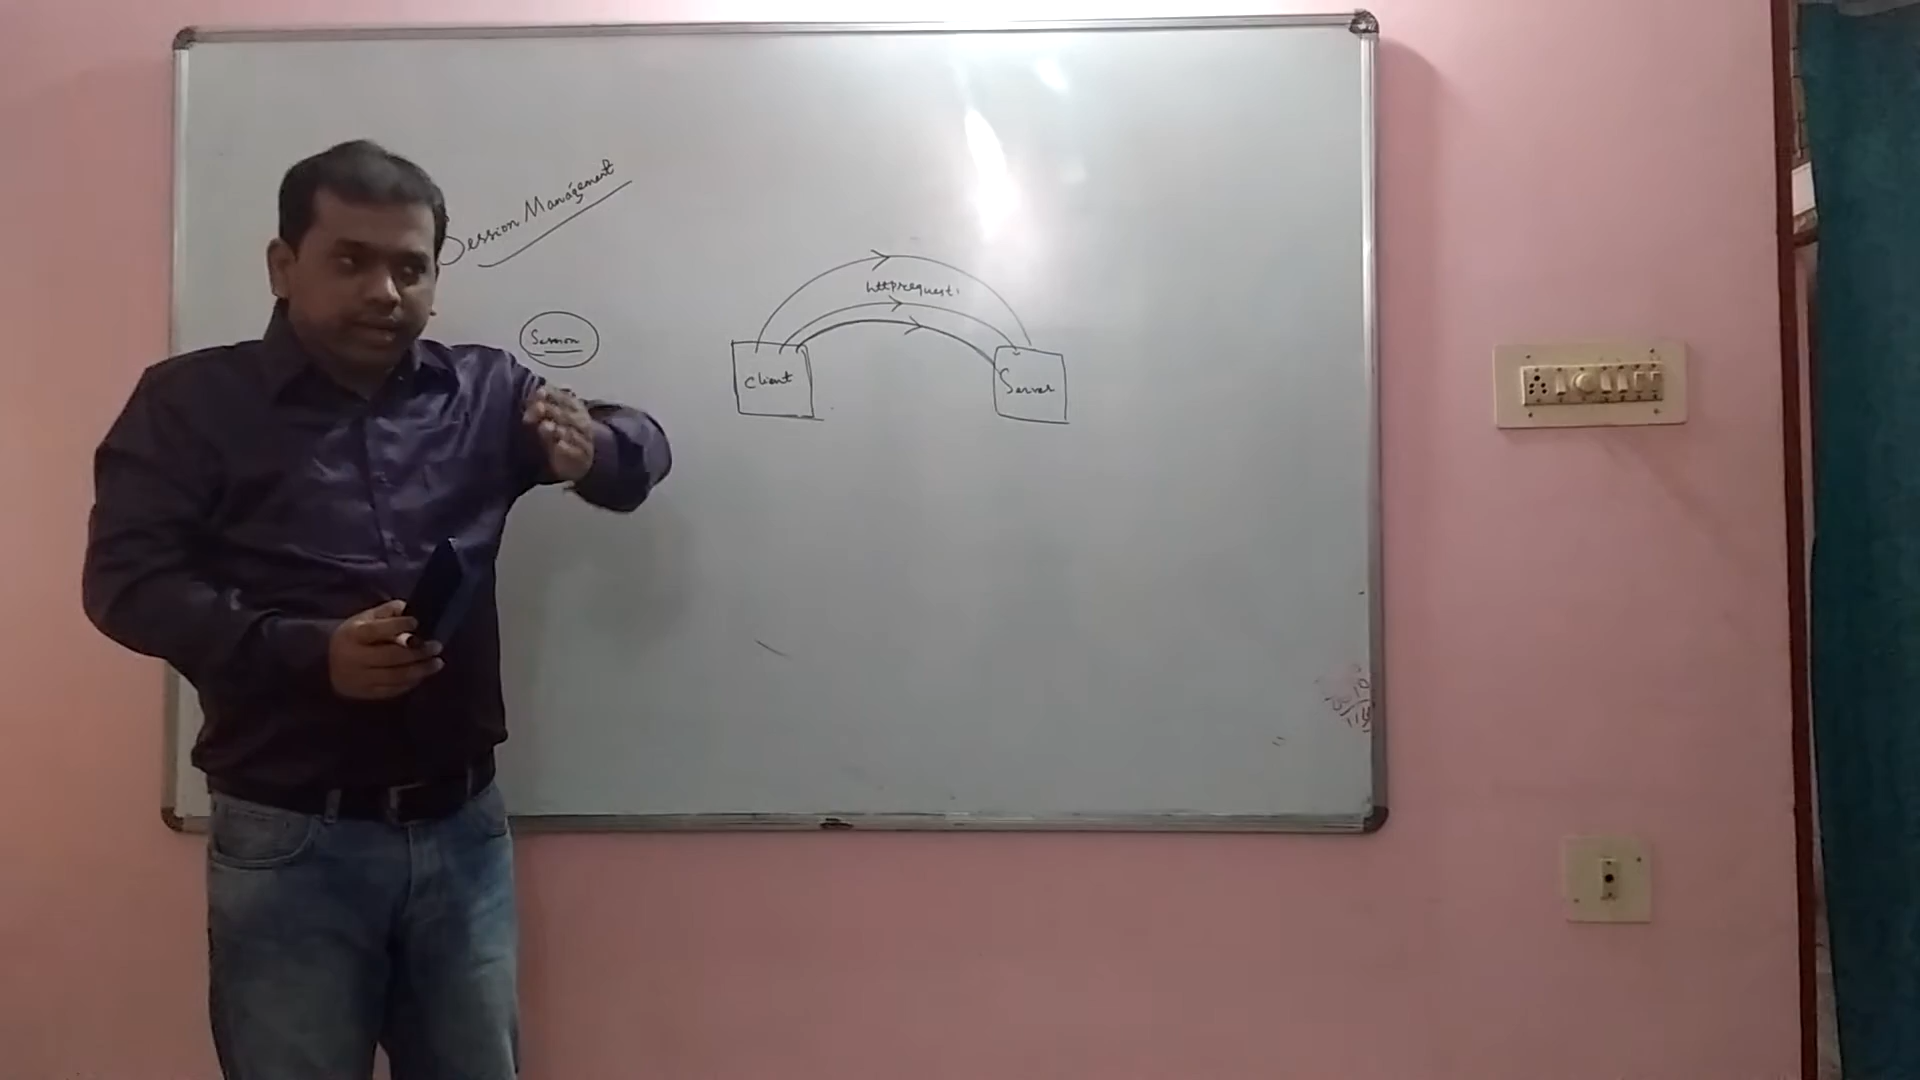 Session Management
httprequest
Session
Client
Server